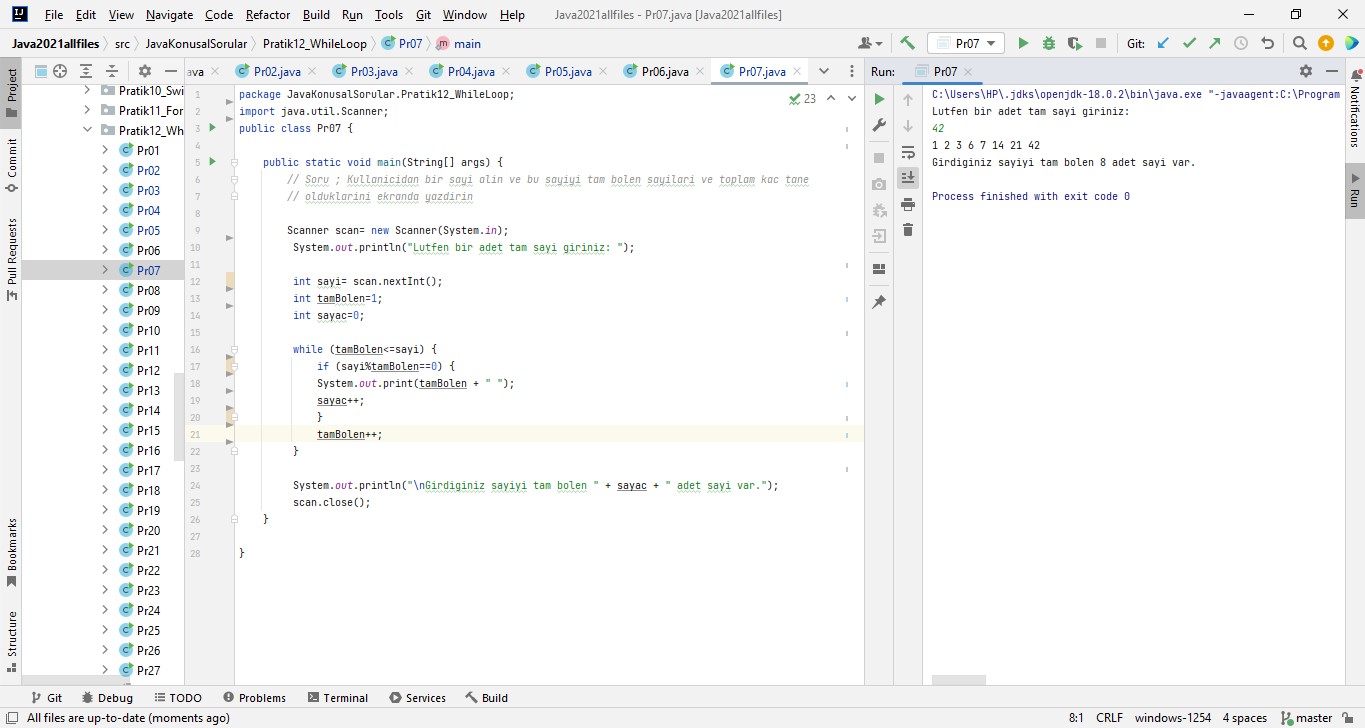 File Edit View Navigate Code Refactor Build Run Tools Git Window Help Java2021allfiles - Pr07.java [Java2021allfiles]
Java2021allfiles src JavaKonusalSorular Pratik12_WhileLoop Pr07 main Pr07 Git:
ava Pr02.java Pr03.java Pr04.java Pr05.java Pr06.java Pr07.java Run: Pr07
Project
Commit
Pull Requests
Bookmarks
Structure
Pratik10_Swi
Pratik11_For
Pratik12_Wh
Pr01
Pr02
Pr03
Pr04
Pr05
Pr06
Pr07
Pr08
Pr09
Pr10
Pr11
Pr12
Pr13
Pr14
Pr15
Pr16
Pr17
Pr18
Pr19
Pr20
Pr21
Pr22
Pr23
Pr24
Pr25
Pr26
Pr27
23
1 package JavaKonusalSorular.Pratik12_WhileLoop;
2 import java.util.Scanner;
3 public class Pr07 {
4
5 public static void main(String[] args) {
6 // Soru ; Kullanicidan bir sayi alin ve bu sayiyi tam bolen sayilari ve toplam kac tane
7 // olduklarini ekranda yazdirin
8
9 Scanner scan= new Scanner(System.in);
10 System.out.println("Lutfen bir adet tam sayi giriniz: ");
11
12 int sayi= scan.nextInt();
13 int tamBolen=1;
14 int sayac=0;
15
16 while (tamBolen<=sayi) {
17 if (sayi%tamBolen==0) {
18 System.out.print(tamBolen + " ");
19 sayac++;
20 }
21 tamBolen++;
22 }
23
24 System.out.println("\nGirdiginiz sayiyi tam bolen " + sayac + " adet sayi var.");
25 scan.close();
26 }
27
28 }
C:\Users\HP\.jdks\openjdk-18.0.2\bin\java.exe "-javaagent:C:\Program
Lutfen bir adet tam sayi giriniz:
42
1 2 3 6 7 14 21 42
Girdiginiz sayiyi tam bolen 8 adet sayi var.
Process finished with exit code 0
Notifications
Run
Git Debug TODO Problems Terminal Services Build
All files are up-to-date (moments ago) 8:1 CRLF windows-1254 4 spaces master